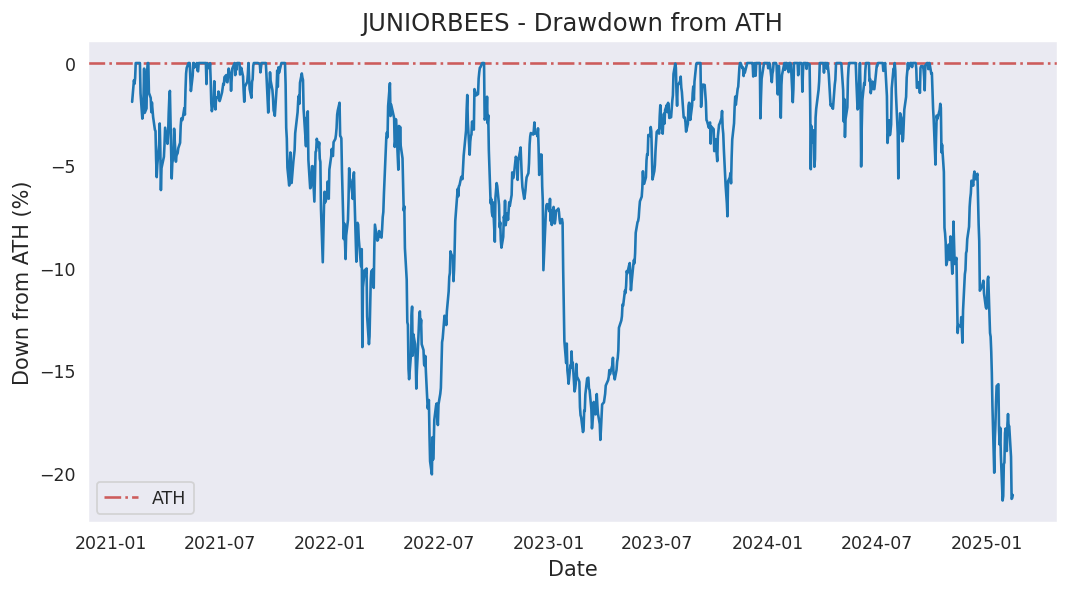 JUNIORBEES - Drawdown from ATH
Down from ATH (%)
0
−5
−10
−15
−20
ATH
2021-01 2021-07 2022-01 2022-07 2023-01 2023-07 2024-01 2024-07 2025-01
Date